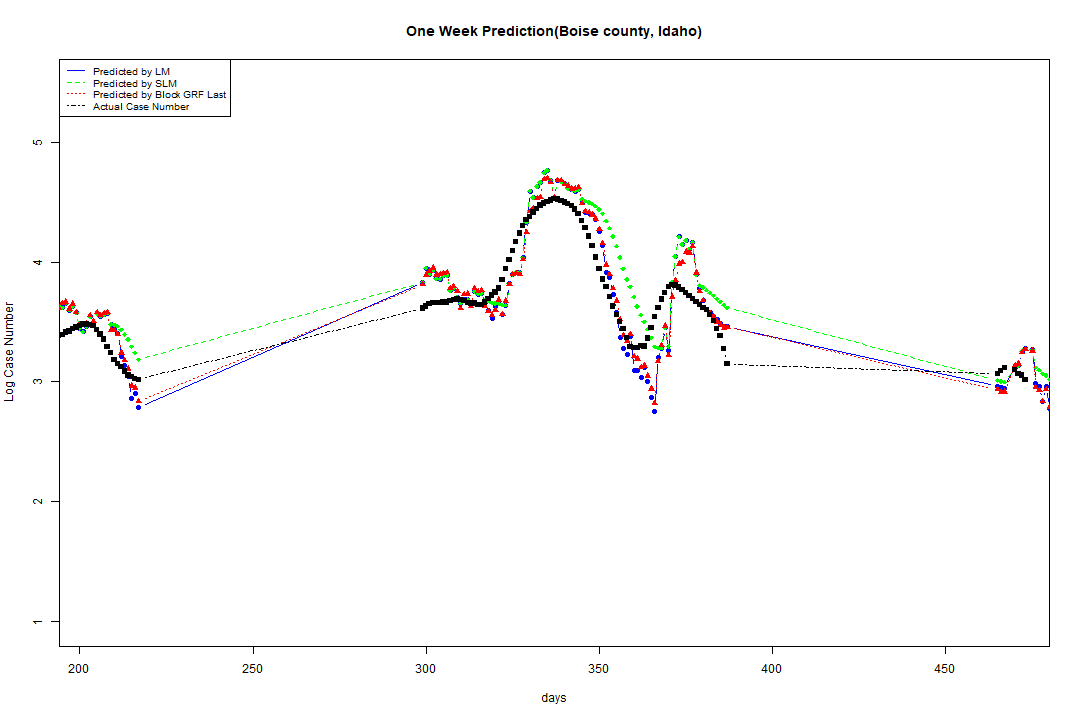 One Week Prediction(Boise county, Idaho)
Predicted by LM
Predicted by SLM
Predicted by Block GRF Last
Actual Case Number
5
4
3
2
1
Log Case Number
200 250 300 350 400 450
days